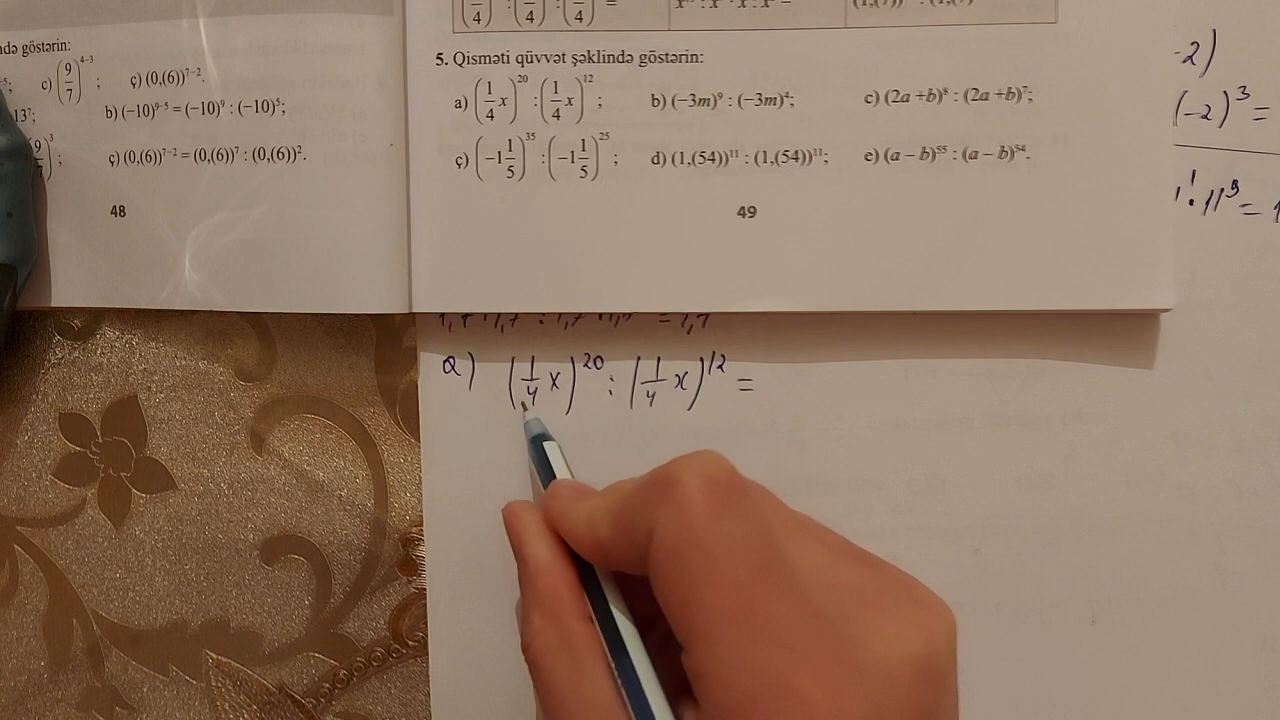 də göstərin:
c) (9/7)⁴⁻³; ç) (0,(6))⁷⁻².
13⁷; b) (−10)⁹⁻⁵ = (−10)⁹ : (−10)⁵;
ç) (0,(6))⁷⁻² = (0,(6))⁷ : (0,(6))².
48
5. Qisməti qüvvət şəklində göstərin:
a) (1/4 x)²⁰ : (1/4 x)¹²; b) (−3m)⁹ : (−3m)⁴; c) (2a + b)⁸ : (2a + b)⁷;
ç) (−1 1/5)³⁵ : (−1 1/5)²⁵; d) (1,(54))¹¹ : (1,(54))¹¹; e) (a − b)⁵⁵ : (a − b)⁵⁴.
49
a) (1/4 x)²⁰ : (1/4 x)¹² =
-2)
(-2)³ =
: 11⁹ =